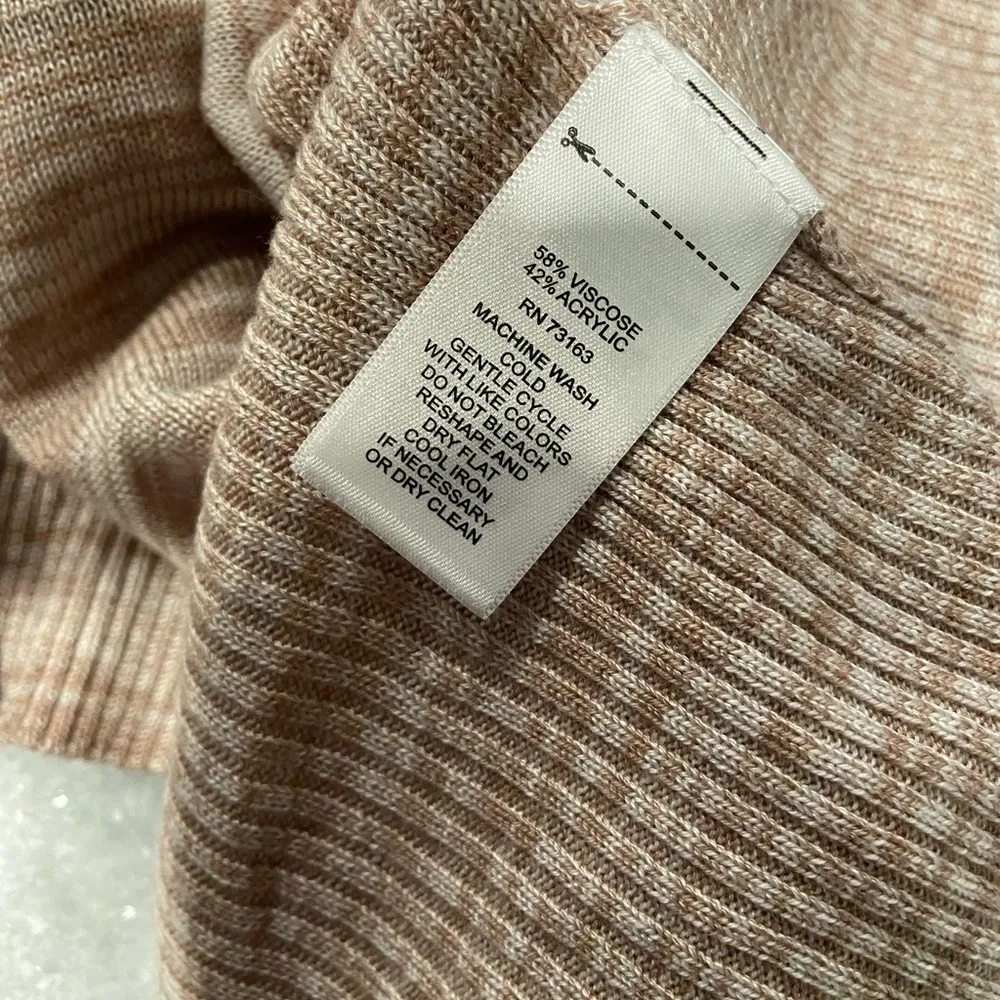 58% VISCOSE
42% ACRYLIC
RN 73163
MACHINE WASH
COLD
GENTLE CYCLE
WITH LIKE COLORS
DO NOT BLEACH
RESHAPE AND
DRY FLAT
COOL IRON
IF NECESSARY
OR DRY CLEAN